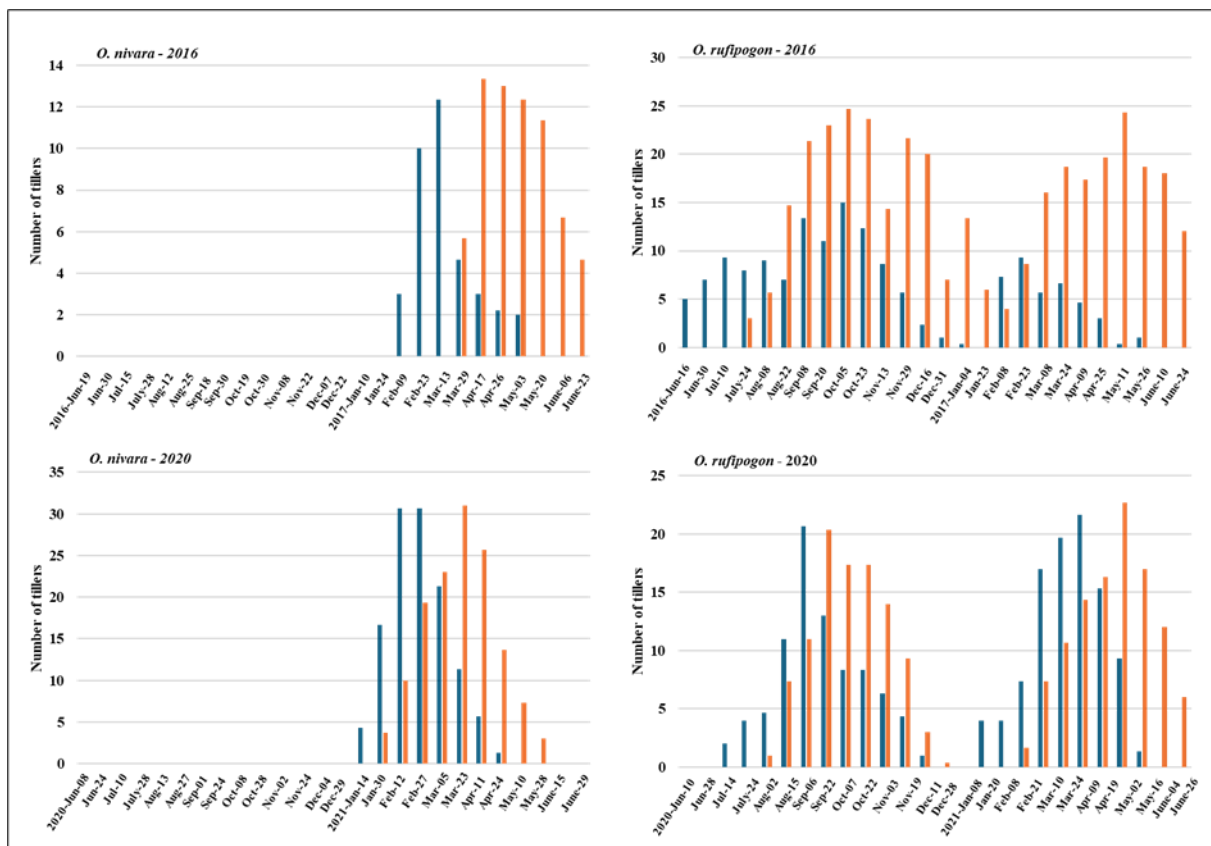 O. nivara - 2016
Number of tillers
14
12
10
8
6
4
2
0
2016-Jun-19
Jun-30
Jul-15
July-28
Aug-12
Aug-25
Sep-18
Sep-30
Oct-19
Oct-30
Nov-08
Nov-22
Dec-07
Dec-22
2017-Jan-10
Jan-24
Feb-09
Feb-23
Mar-13
Mar-29
Apr-17
Apr-26
May-03
May-20
June-06
June-23
O. rufipogon - 2016
Number of tillers
30
25
20
15
10
5
0
2016-Jun-16
Jun-30
Jul-10
July-24
Aug-08
Aug-22
Sep-08
Sep-20
Oct-05
Oct-23
Nov-13
Nov-29
Dec-16
Dec-31
2017-Jan-04
Jan-23
Feb-08
Feb-23
Mar-08
Mar-24
Apr-09
Apr-25
May-11
May-26
June-10
June-24
O. nivara - 2020
Number of tillers
35
30
25
20
15
10
5
0
2020-Jun-08
Jun-24
Jul-10
July-28
Aug-13
Aug-27
Sep-01
Sep-24
Oct-08
Oct-28
Nov-02
Nov-24
Dec-04
Dec-29
2021-Jan-14
Jan-30
Feb-12
Feb-27
Mar-05
Mar-23
Apr-11
Apr-24
May-10
May-28
June-15
June-29
O. rufipogon - 2020
Number of tillers
25
20
15
10
5
0
2020-Jun-10
Jun-28
Jul-14
July-24
Aug-02
Aug-15
Sep-06
Sep-22
Oct-07
Oct-22
Nov-03
Nov-19
Dec-11
Dec-28
2021-Jan-08
Jan-20
Feb-08
Feb-21
Mar-10
Mar-24
Apr-09
Apr-19
May-02
May-16
June-04
June-26